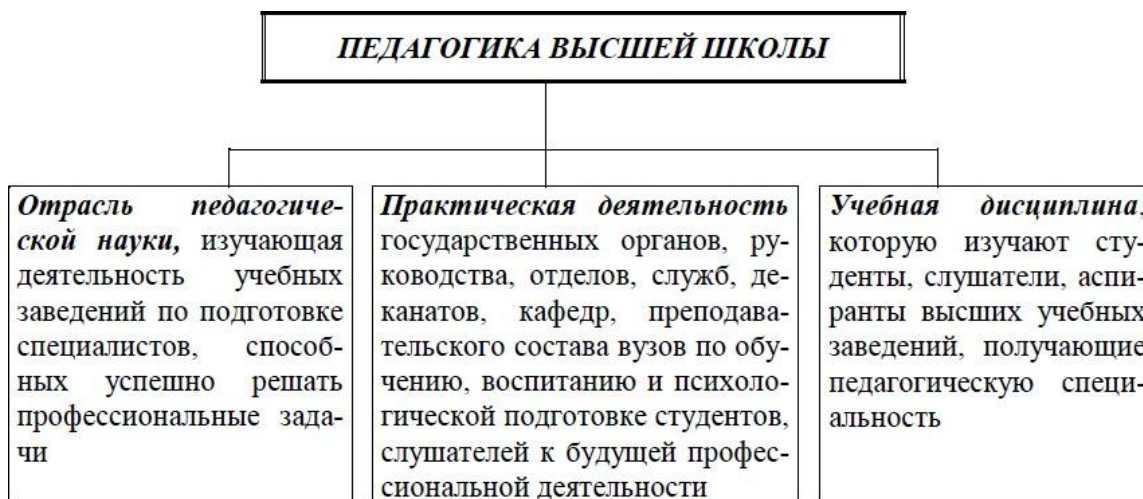 ПЕДАГОГИКА ВЫСШЕЙ ШКОЛЫ
Отрасль педагогиче-
ской науки, изучающая
деятельность учебных
заведений по подготовке
специалистов, способ-
ных успешно решать
профессиональные зада-
чи
Практическая деятельность
государственных органов, ру-
ководства, отделов, служб, де-
канатов, кафедр, преподава-
тельского состава вузов по обу-
чению, воспитанию и психоло-
гической подготовке студентов,
слушателей к будущей профес-
сиональной деятельности
Учебная дисциплина,
которую изучают сту-
денты, слушатели, аспи-
ранты высших учебных
заведений, получающие
педагогическую специ-
альность